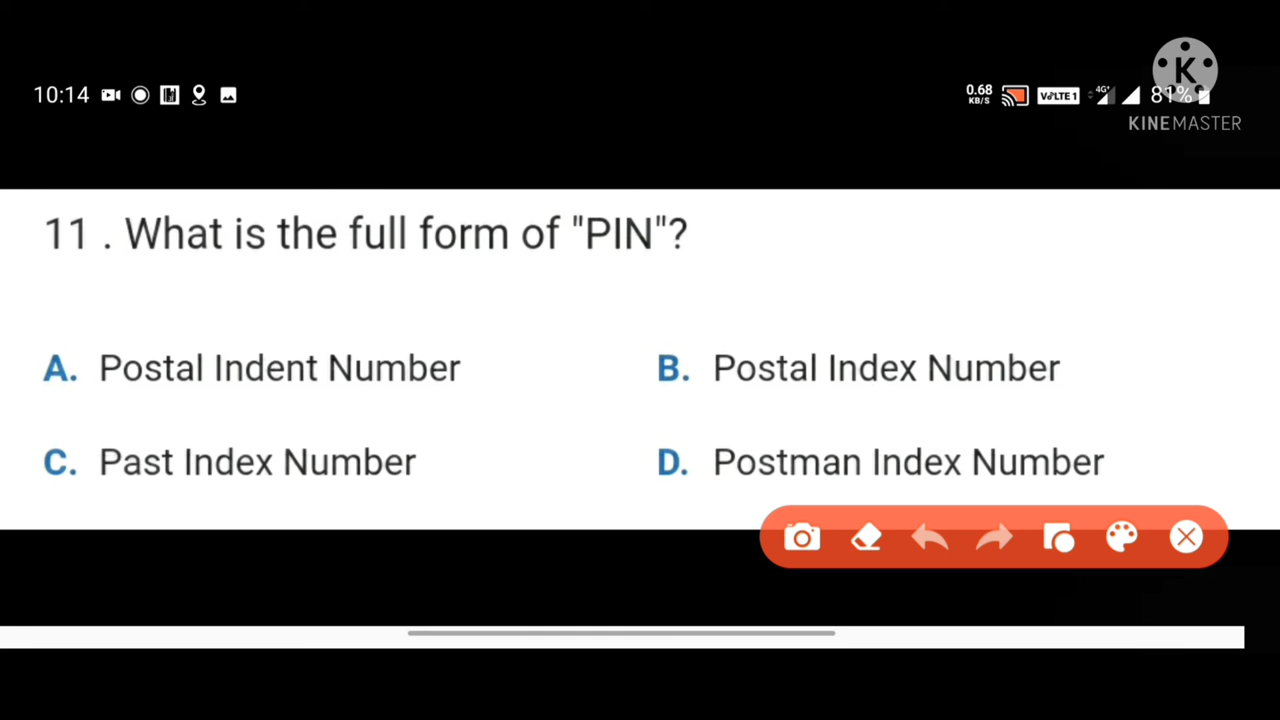 10:14
0.68 KB/S VoLTE 1 4G+ 81%
K
KINEMASTER
11 . What is the full form of "PIN"?
A. Postal Indent Number
B. Postal Index Number
C. Past Index Number
D. Postman Index Number